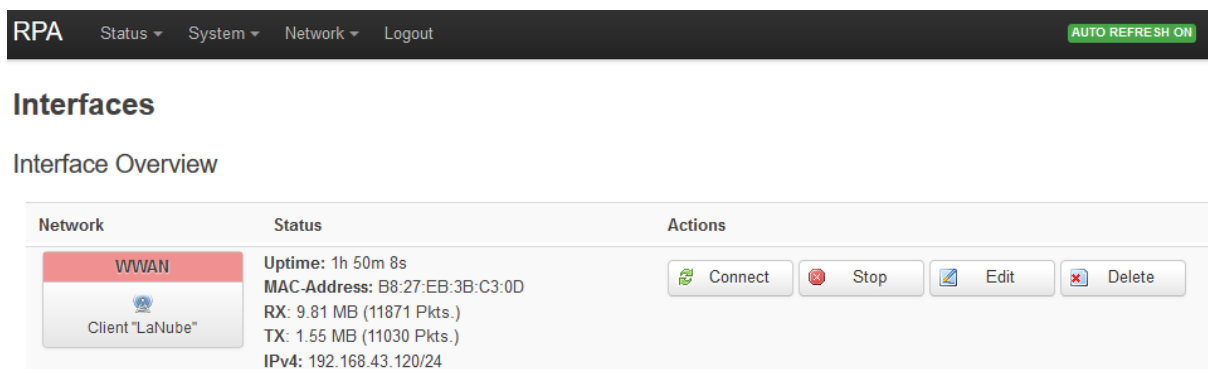 RPA Status System Network Logout AUTO REFRESH ON
Interfaces
Interface Overview
Network Status Actions
WWAN
Client "LaNube"
Uptime: 1h 50m 8s
MAC-Address: B8:27:EB:3B:C3:0D
RX: 9.81 MB (11871 Pkts.)
TX: 1.55 MB (11030 Pkts.)
IPv4: 192.168.43.120/24
Connect Stop Edit Delete